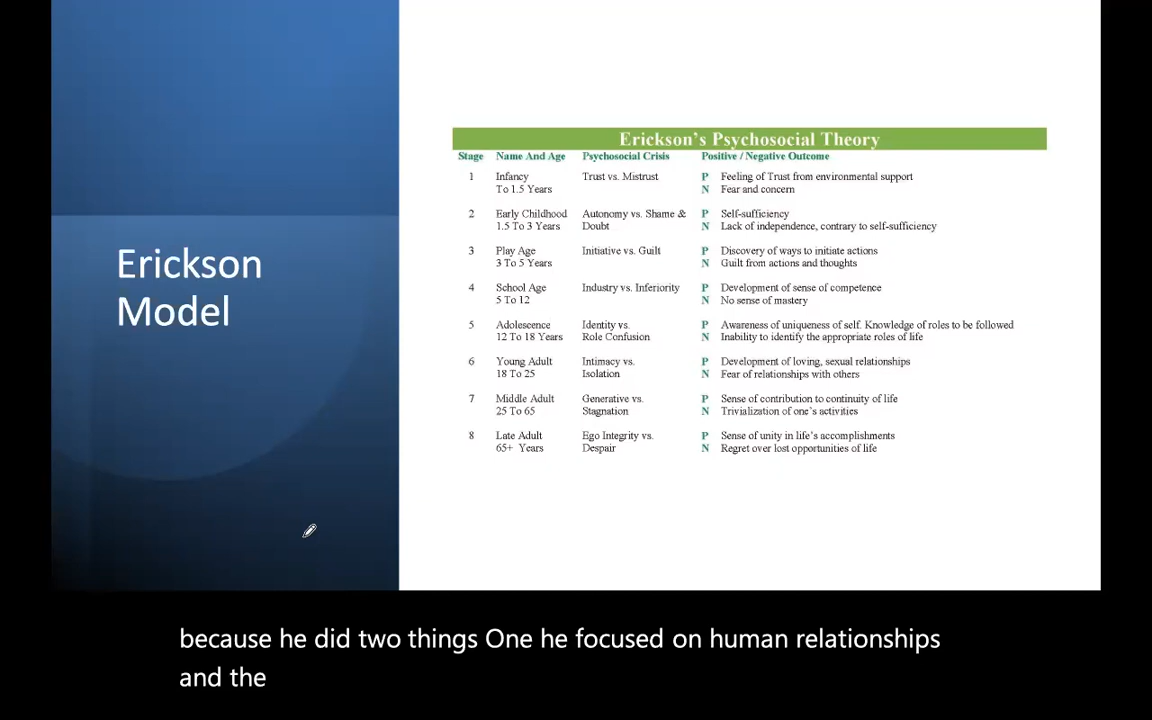 Erickson
Model
Erickson's Psychosocial Theory
Stage Name And Age Psychosocial Crisis Positive / Negative Outcome
1 Infancy Trust vs. Mistrust P Feeling of Trust from environmental support
To 1.5 Years N Fear and concern
2 Early Childhood Autonomy vs. Shame & P Self-sufficiency
1.5 To 3 Years Doubt N Lack of independence, contrary to self-sufficiency
3 Play Age Initiative vs. Guilt P Discovery of ways to initiate actions
3 To 5 Years N Guilt from actions and thoughts
4 School Age Industry vs. Inferiority P Development of sense of competence
5 To 12 N No sense of mastery
5 Adolescence Identity vs. P Awareness of uniqueness of self. Knowledge of roles to be followed
12 To 18 Years Role Confusion N Inability to identify the appropriate roles of life
6 Young Adult Intimacy vs. P Development of loving, sexual relationships
18 To 25 Isolation N Fear of relationships with others
7 Middle Adult Generative vs. P Sense of contribution to continuity of life
25 To 65 Stagnation N Trivialization of one's activities
8 Late Adult Ego Integrity vs. P Sense of unity in life's accomplishments
65+ Years Despair N Regret over lost opportunities of life
because he did two things One he focused on human relationships
and the